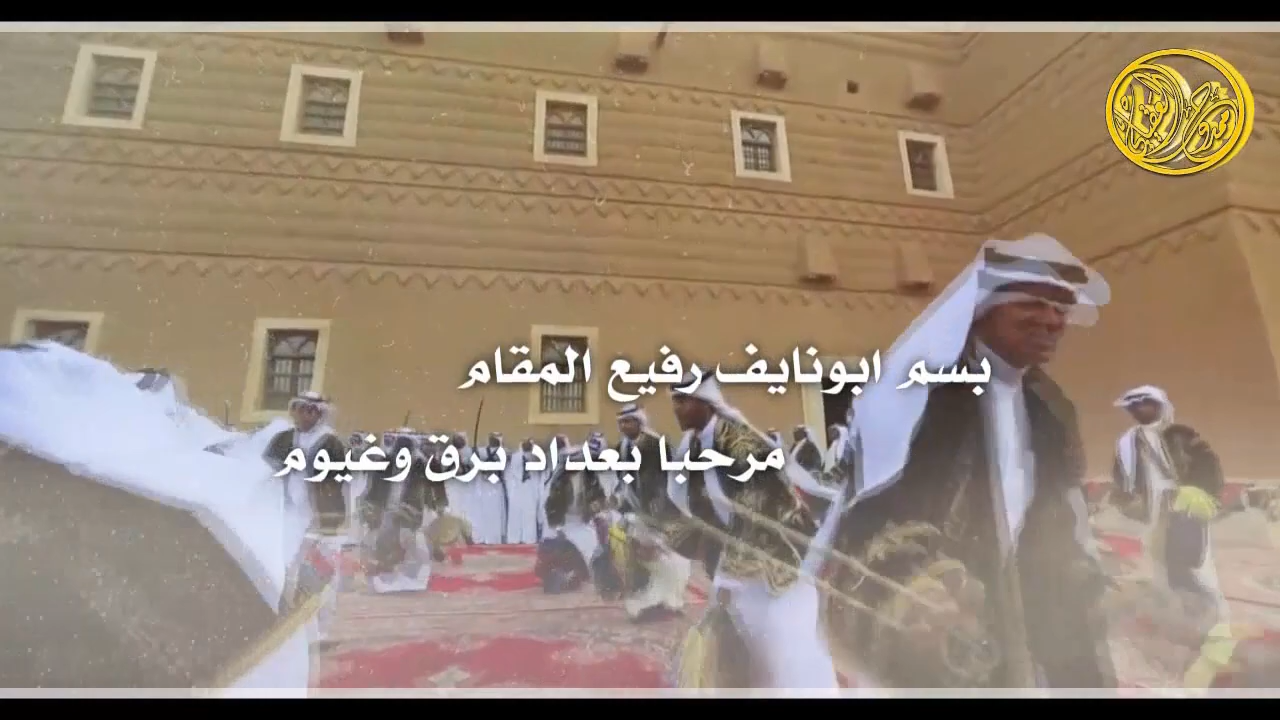 بسم ابونايف رفيع المقام
مرحبا بعداد برق وغيوم